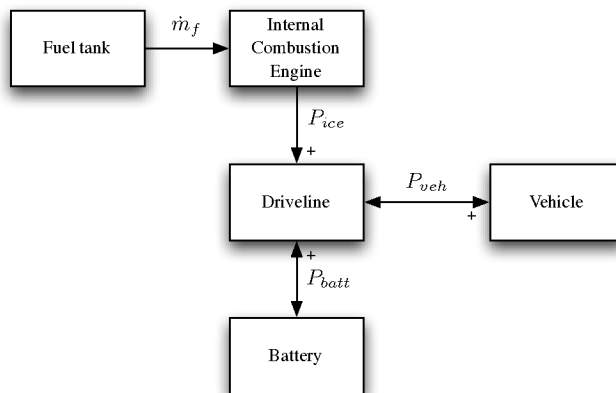 Fuel tank
ṁ_f
Internal
Combustion
Engine
P_ice
+
Driveline
P_veh
+
Vehicle
+
P_batt
Battery